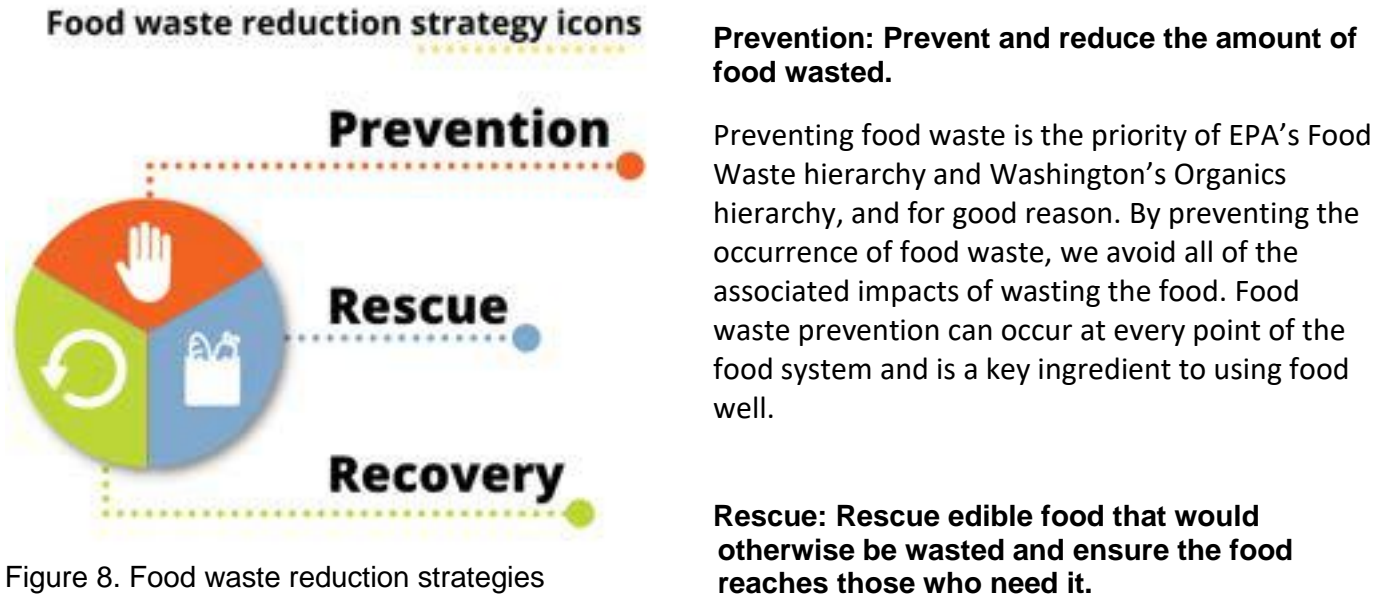 Food waste reduction strategy icons
Prevention
Rescue
Recovery
Figure 8. Food waste reduction strategies
Prevention: Prevent and reduce the amount of
food wasted.
Preventing food waste is the priority of EPA’s Food
Waste hierarchy and Washington’s Organics
hierarchy, and for good reason. By preventing the
occurrence of food waste, we avoid all of the
associated impacts of wasting the food. Food
waste prevention can occur at every point of the
food system and is a key ingredient to using food
well.
Rescue: Rescue edible food that would
otherwise be wasted and ensure the food
reaches those who need it.